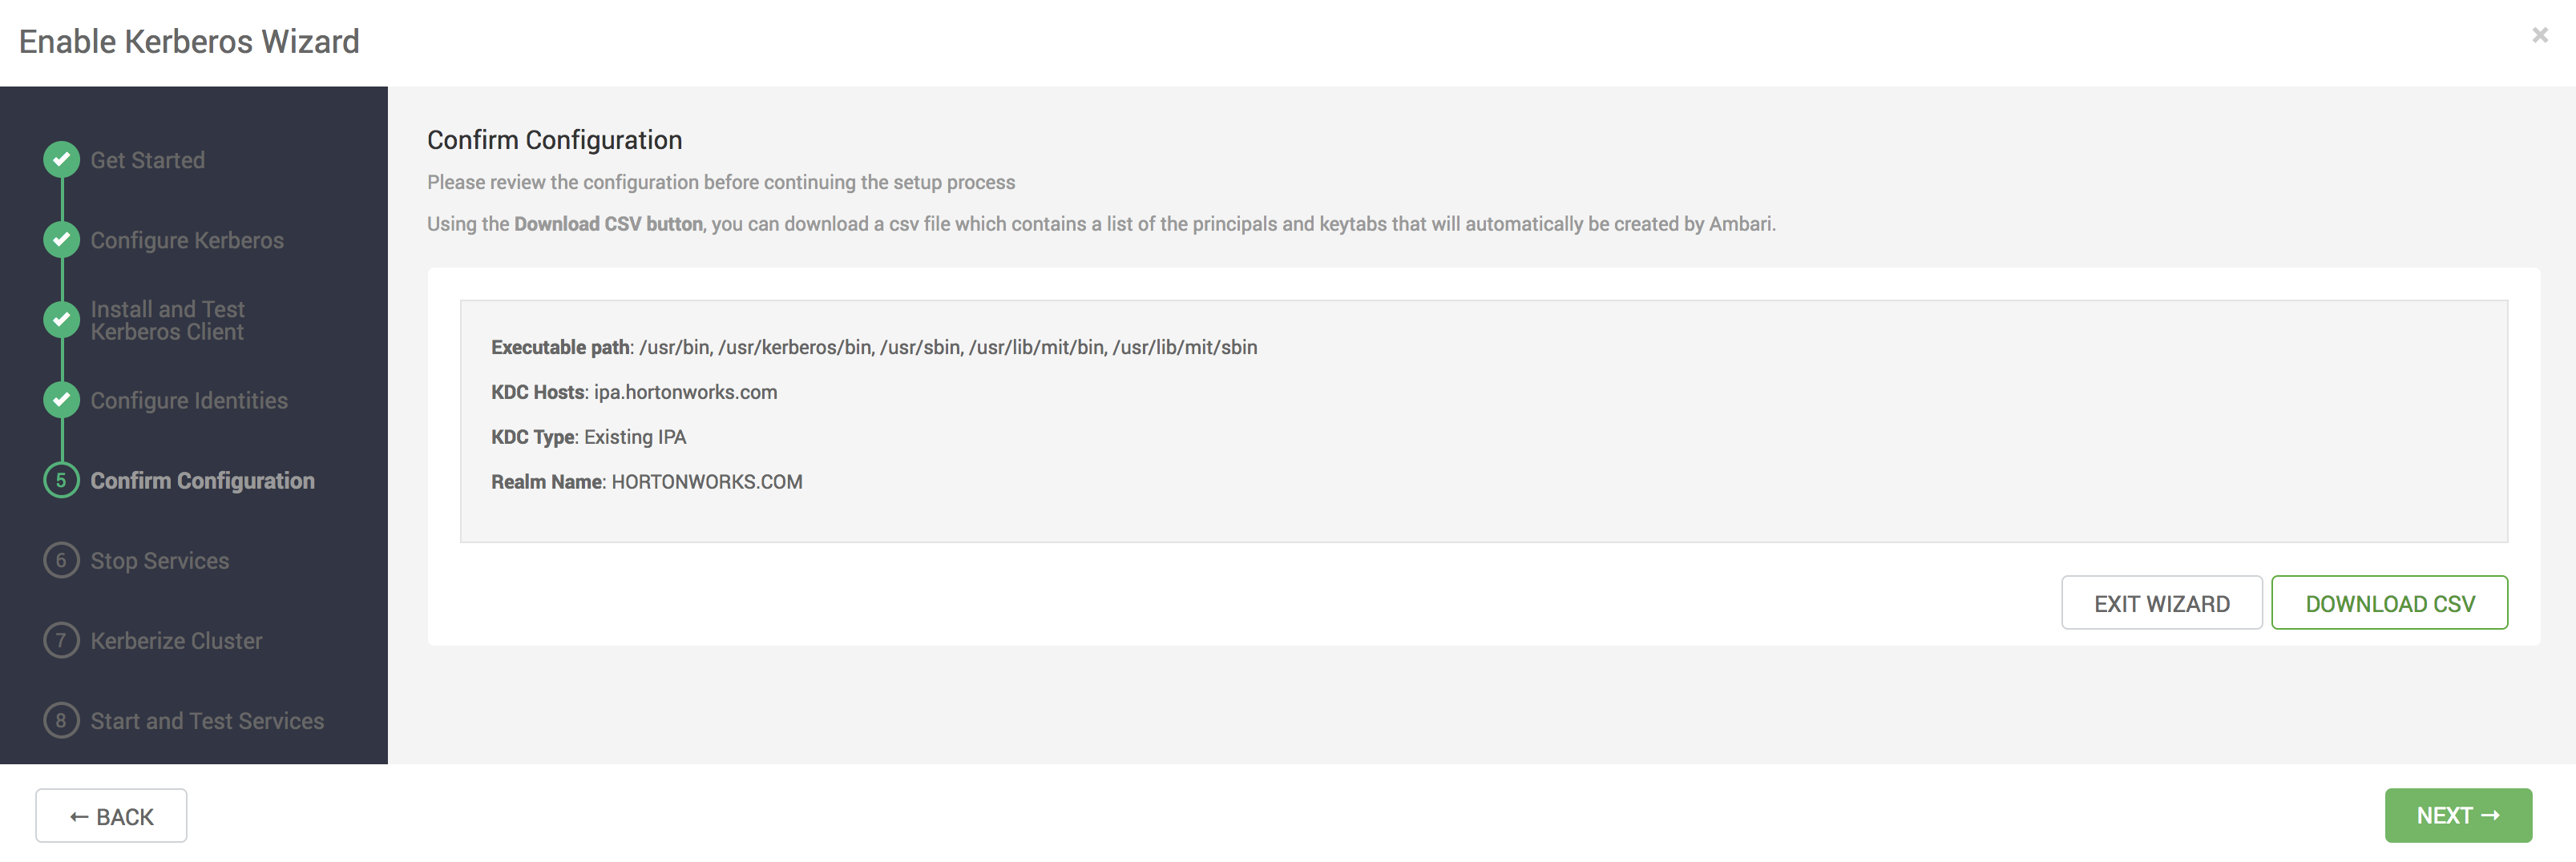 Enable Kerberos Wizard
×
Get Started
Configure Kerberos
Install and Test
Kerberos Client
Configure Identities
5 Confirm Configuration
6 Stop Services
7 Kerberize Cluster
8 Start and Test Services
Confirm Configuration
Please review the configuration before continuing the setup process
Using the Download CSV button, you can download a csv file which contains a list of the principals and keytabs that will automatically be created by Ambari.
Executable path: /usr/bin, /usr/kerberos/bin, /usr/sbin, /usr/lib/mit/bin, /usr/lib/mit/sbin
KDC Hosts: ipa.hortonworks.com
KDC Type: Existing IPA
Realm Name: HORTONWORKS.COM
EXIT WIZARD
DOWNLOAD CSV
← BACK
NEXT →